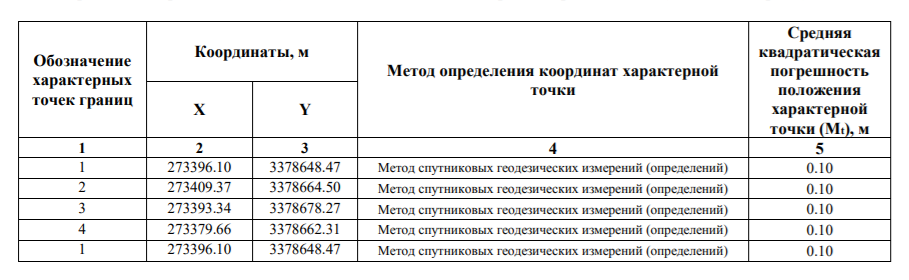 Обозначение характерных точек границ
Координаты, м
Метод определения координат характерной точки
Средняя квадратическая погрешность положения характерной точки (Mt), м
X Y
1 2 3 4 5
1 273396.10 3378648.47 Метод спутниковых геодезических измерений (определений) 0.10
2 273409.37 3378664.50 Метод спутниковых геодезических измерений (определений) 0.10
3 273393.34 3378678.27 Метод спутниковых геодезических измерений (определений) 0.10
4 273379.66 3378662.31 Метод спутниковых геодезических измерений (определений) 0.10
1 273396.10 3378648.47 Метод спутниковых геодезических измерений (определений) 0.10